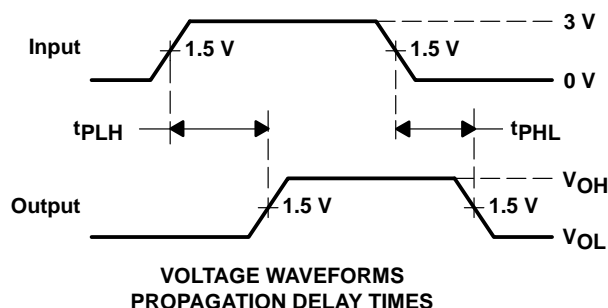 3 V
Input
1.5 V
1.5 V
0 V
tPLH
tPHL
VOH
Output
1.5 V
1.5 V
VOL
VOLTAGE WAVEFORMS
PROPAGATION DELAY TIMES